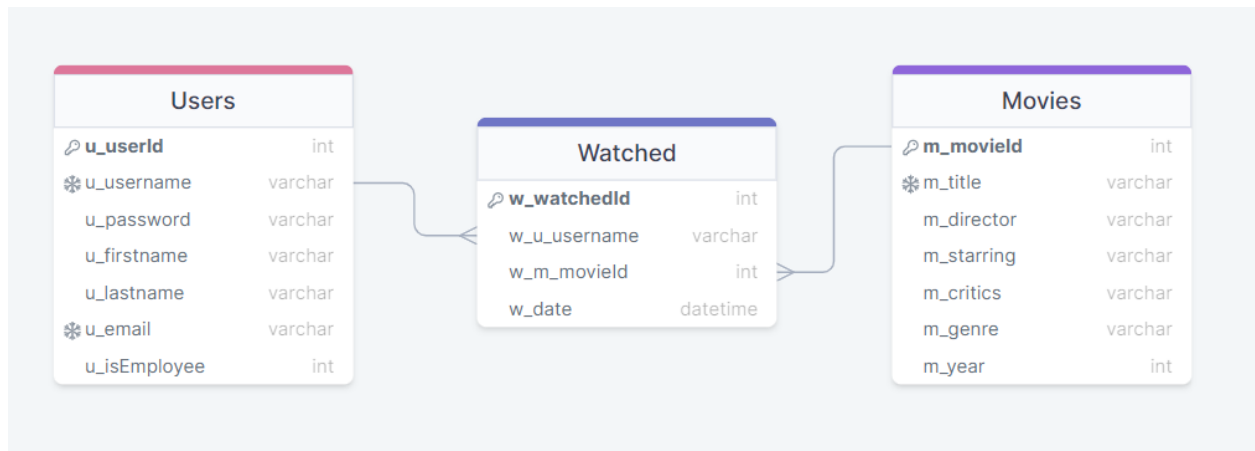 Users
u_userId int
u_username varchar
u_password varchar
u_firstname varchar
u_lastname varchar
u_email varchar
u_isEmployee int
Watched
w_watchedId int
w_u_username varchar
w_m_movieId int
w_date datetime
Movies
m_movieId int
m_title varchar
m_director varchar
m_starring varchar
m_critics varchar
m_genre varchar
m_year int